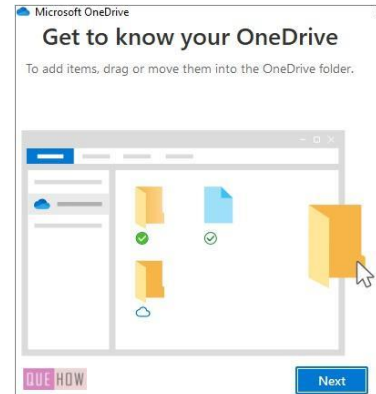 Microsoft OneDrive
Get to know your OneDrive
To add items, drag or move them into the OneDrive folder.
QUE HOW
Next